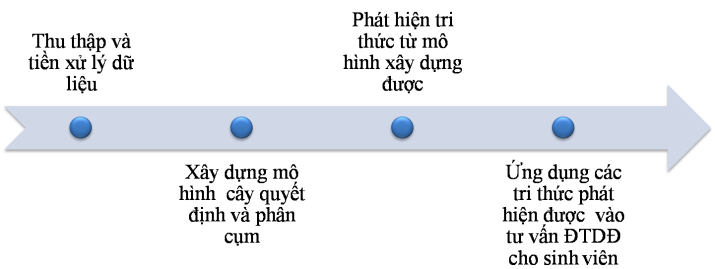 Thu thập và
tiền xử lý dữ
liệu
Xây dựng mô
hình cây quyết
định và phân
cụm
Phát hiện tri
thức từ mô
hình xây dựng
được
Ứng dụng các
tri thức phát
hiện được vào
tư vấn ĐTDĐ
cho sinh viên